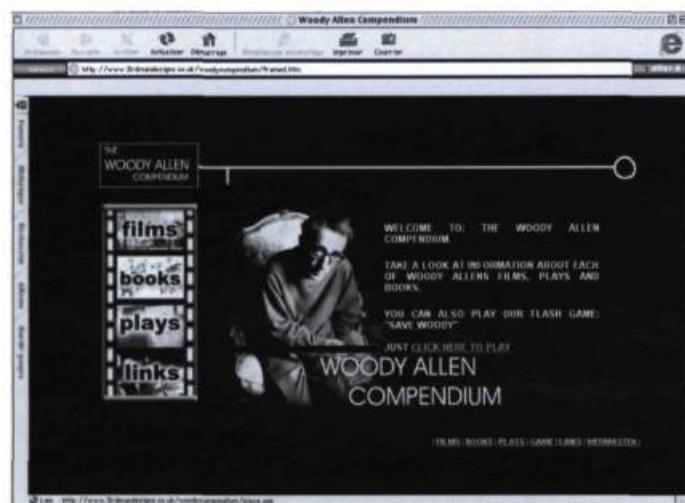 Woody Allen Compendium
Actualiser Démarrage Imprimer Courrier
THE
WOODY ALLEN
COMPENDIUM
films
books
plays
links
WELCOME TO: THE WOODY ALLEN
COMPENDIUM.
TAKE A LOOK AT INFORMATION ABOUT EACH
OF WOODY ALLENS FILMS, PLAYS AND
BOOKS.
YOU CAN ALSO PLAY OUR FLASH GAME:
"SAVE WOODY"
JUST CLICK HERE TO PLAY
WOODY ALLEN
COMPENDIUM
|FILMS|BOOKS|PLAYS|GAME|LINKS|WEBMASTER|